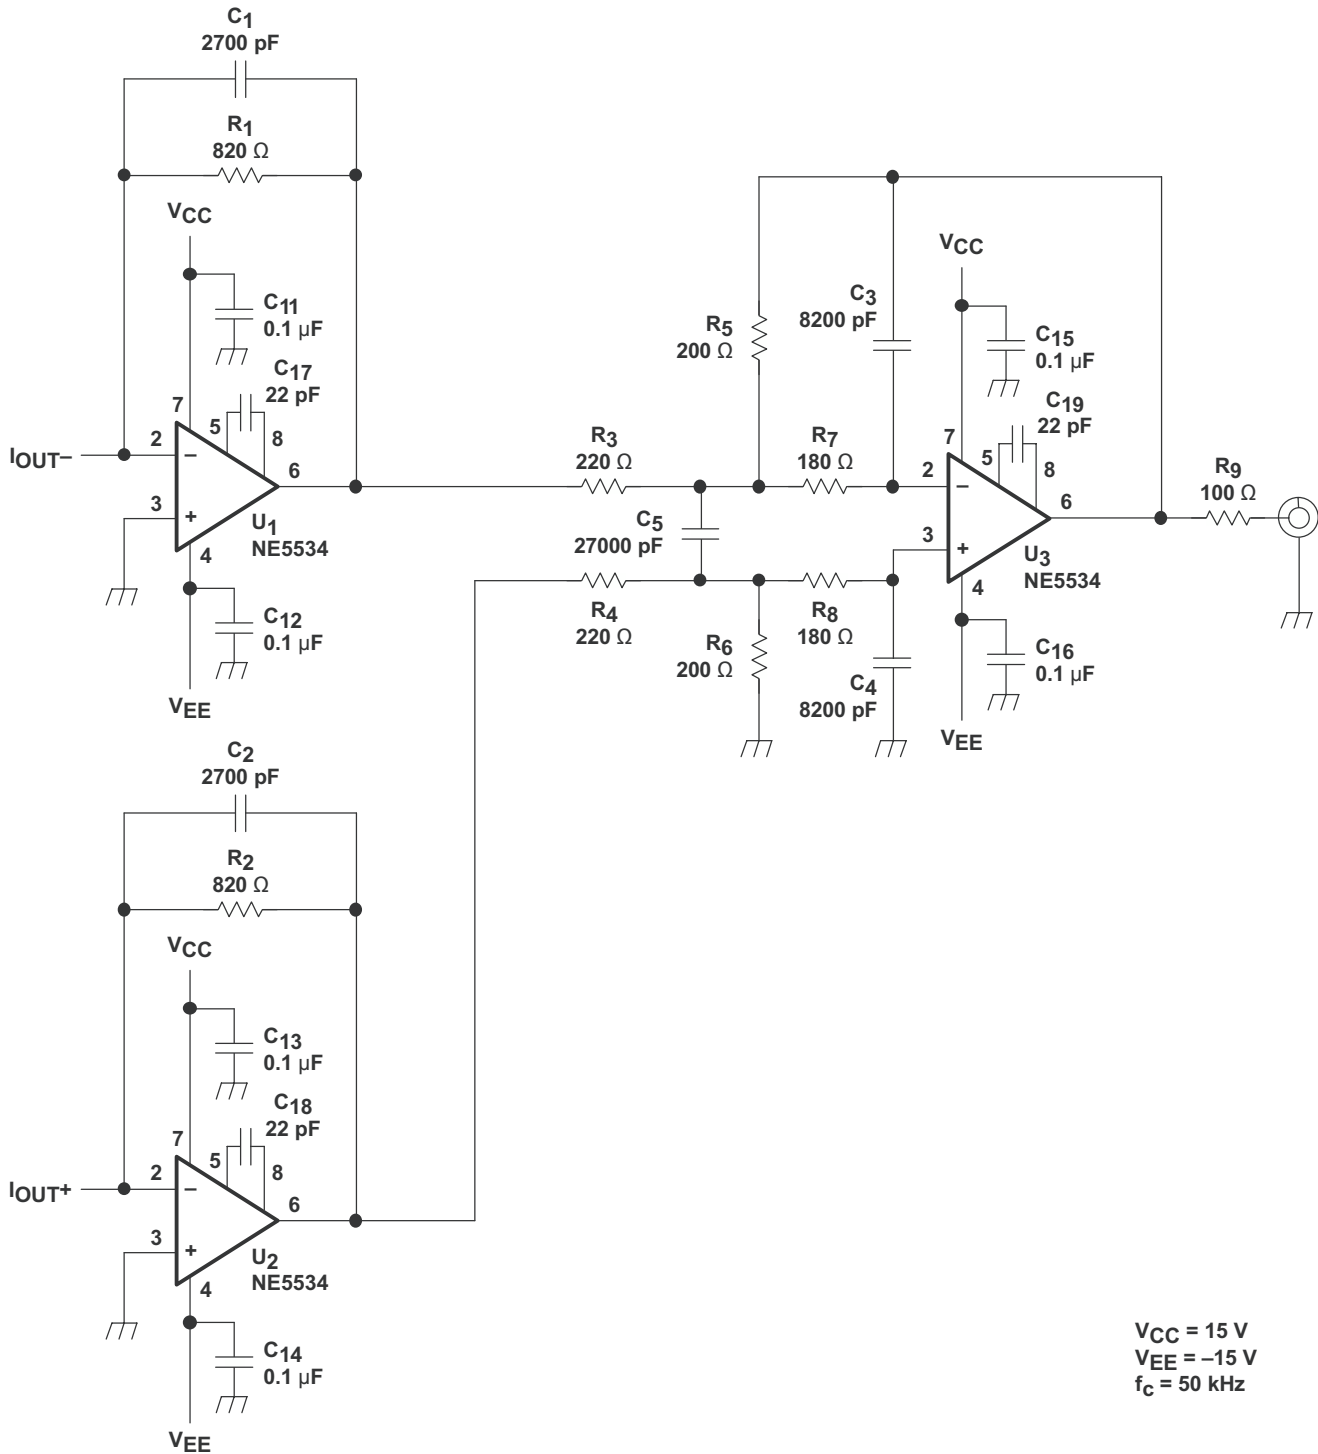 C1
2700 pF
R1
820 Ω
VCC
C11
0.1 µF
C17
22 pF
7
5
8
2
−
IOUT−
6
3
+
U1
NE5534
4
C12
0.1 µF
VEE
R3
220 Ω
R5
200 Ω
C3
8200 pF
R7
180 Ω
C5
27000 pF
R4
220 Ω
R6
200 Ω
R8
180 Ω
C4
8200 pF
VCC
C15
0.1 µF
C19
22 pF
7
5
8
2
−
6
3
+
U3
NE5534
4
C16
0.1 µF
VEE
R9
100 Ω
C2
2700 pF
R2
820 Ω
VCC
C13
0.1 µF
C18
22 pF
7
5
8
2
−
IOUT+
6
3
+
U2
NE5534
4
C14
0.1 µF
VEE
VCC = 15 V
VEE = –15 V
fc = 50 kHz